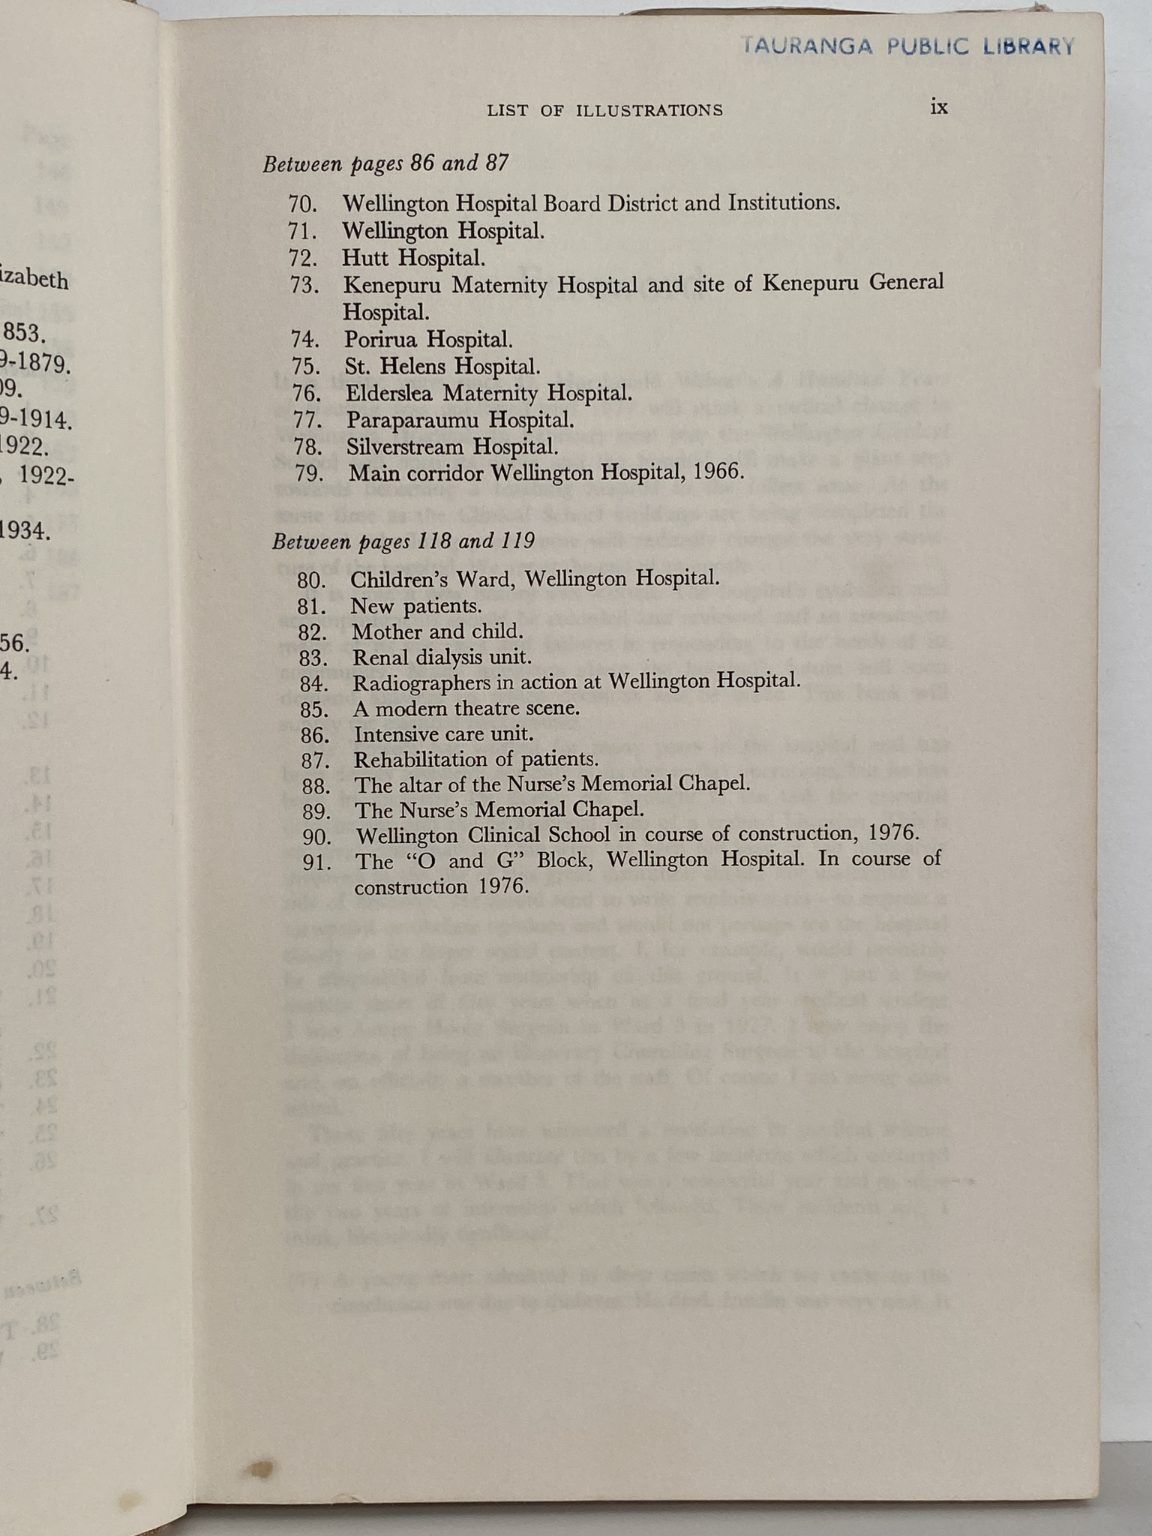 TAURANGA PUBLIC LIBRARY
LIST OF ILLUSTRATIONS ix
Between pages 86 and 87
70. Wellington Hospital Board District and Institutions.
71. Wellington Hospital.
72. Hutt Hospital.
73. Kenepuru Maternity Hospital and site of Kenepuru General
Hospital.
74. Porirua Hospital.
75. St. Helens Hospital.
76. Elderslea Maternity Hospital.
77. Paraparaumu Hospital.
78. Silverstream Hospital.
79. Main corridor Wellington Hospital, 1966.
Between pages 118 and 119
80. Children's Ward, Wellington Hospital.
81. New patients.
82. Mother and child.
83. Renal dialysis unit.
84. Radiographers in action at Wellington Hospital.
85. A modern theatre scene.
86. Intensive care unit.
87. Rehabilitation of patients.
88. The altar of the Nurse's Memorial Chapel.
89. The Nurse's Memorial Chapel.
90. Wellington Clinical School in course of construction, 1976.
91. The “O and G” Block, Wellington Hospital. In course of
construction 1976.
izabeth
853.
9-1879.
09.
9-1914.
1922.
, 1922-
1934.
56.
4.